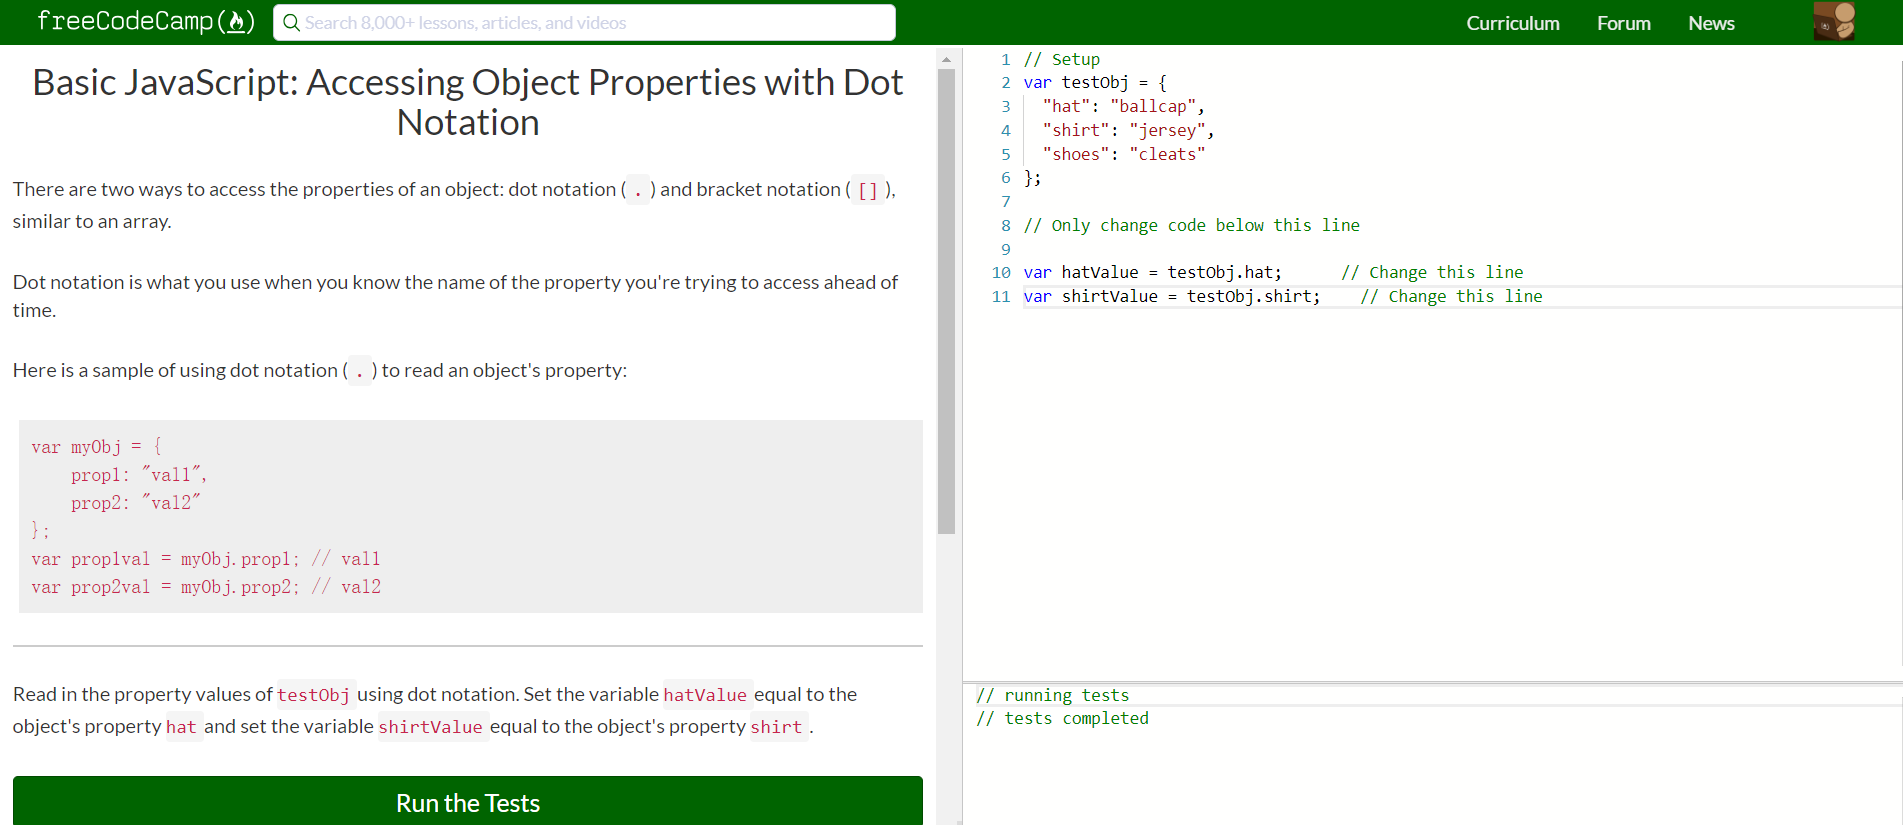 freeCodeCamp(🔥)
Search 8,000+ lessons, articles, and videos
Curriculum
Forum
News
Basic JavaScript: Accessing Object Properties with Dot
Notation
There are two ways to access the properties of an object: dot notation ( . ) and bracket notation ( [] ),
similar to an array.
Dot notation is what you use when you know the name of the property you're trying to access ahead of
time.
Here is a sample of using dot notation ( . ) to read an object's property:
var myObj = {
    prop1: "val1",
    prop2: "val2"
};
var prop1val = myObj.prop1; // val1
var prop2val = myObj.prop2; // val2
Read in the property values of testObj using dot notation. Set the variable hatValue equal to the
object's property hat and set the variable shirtValue equal to the object's property shirt .
Run the Tests
1 // Setup
2 var testObj = {
3   "hat": "ballcap",
4   "shirt": "jersey",
5   "shoes": "cleats"
6 };
7
8 // Only change code below this line
9
10 var hatValue = testObj.hat;      // Change this line
11 var shirtValue = testObj.shirt;    // Change this line
// running tests
// tests completed